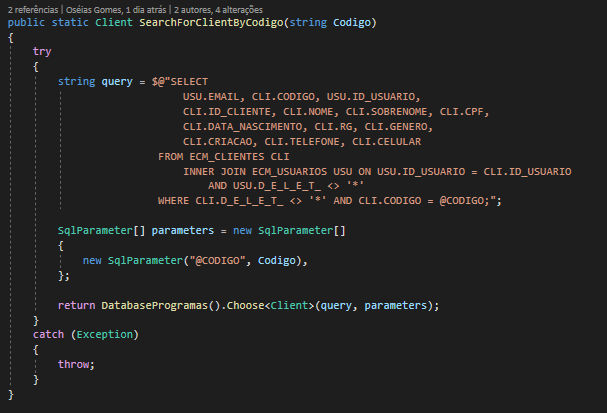 2 referências | Oséias Gomes, 1 dia atrás | 2 autores, 4 alterações
public static Client SearchForClientByCodigo(string Codigo)
{
try
{
string query = $@"SELECT
USU.EMAIL, CLI.CODIGO, USU.ID_USUARIO,
CLI.ID_CLIENTE, CLI.NOME, CLI.SOBRENOME, CLI.CPF,
CLI.DATA_NASCIMENTO, CLI.RG, CLI.GENERO,
CLI.CRIACAO, CLI.TELEFONE, CLI.CELULAR
FROM ECM_CLIENTES CLI
INNER JOIN ECM_USUARIOS USU ON USU.ID_USUARIO = CLI.ID_USUARIO
AND USU.D_E_L_E_T_ <> '*'
WHERE CLI.D_E_L_E_T_ <> '*' AND CLI.CODIGO = @CODIGO;";
SqlParameter[] parameters = new SqlParameter[]
{
new SqlParameter("@CODIGO", Codigo),
};
return DatabaseProgramas().Choose<Client>(query, parameters);
}
catch (Exception)
{
throw;
}
}